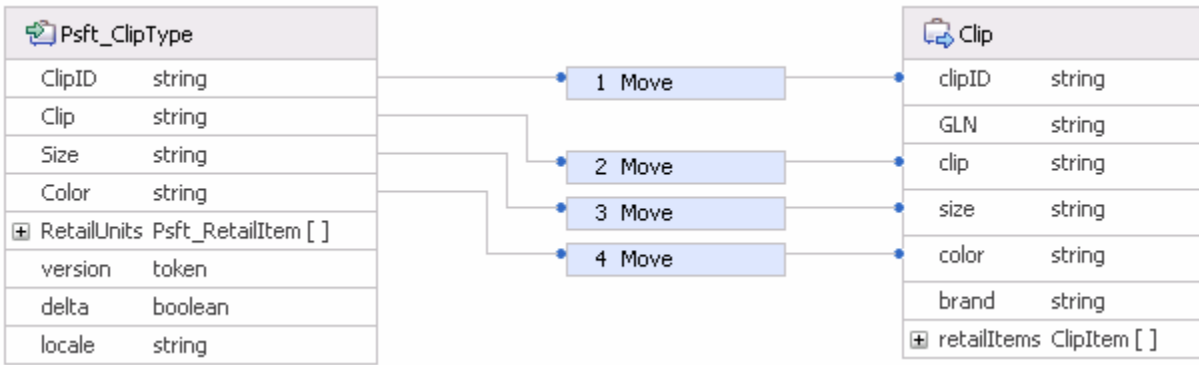 Psft_ClipType
ClipID string
Clip string
Size string
Color string
RetailUnits Psft_RetailItem [ ]
version token
delta boolean
locale string
1 Move
2 Move
3 Move
4 Move
Clip
clipID string
GLN string
clip string
size string
color string
brand string
retailItems ClipItem [ ]